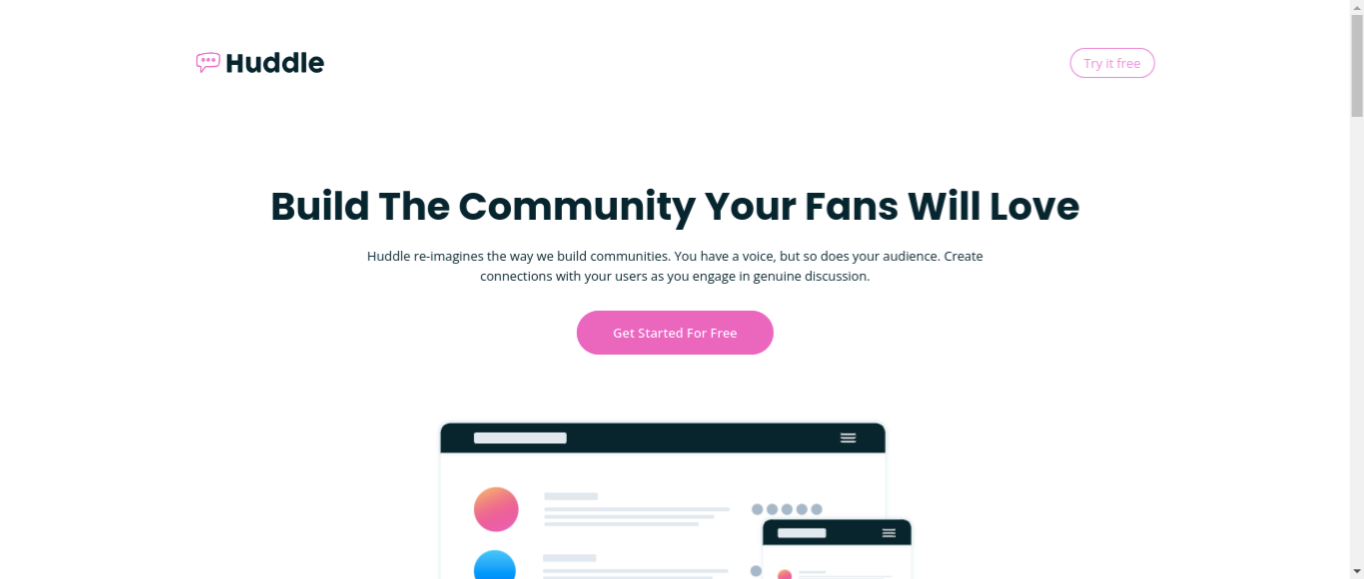 Huddle
Try it free
Build The Community Your Fans Will Love
Huddle re-imagines the way we build communities. You have a voice, but so does your audience. Create
connections with your users as you engage in genuine discussion.
Get Started For Free